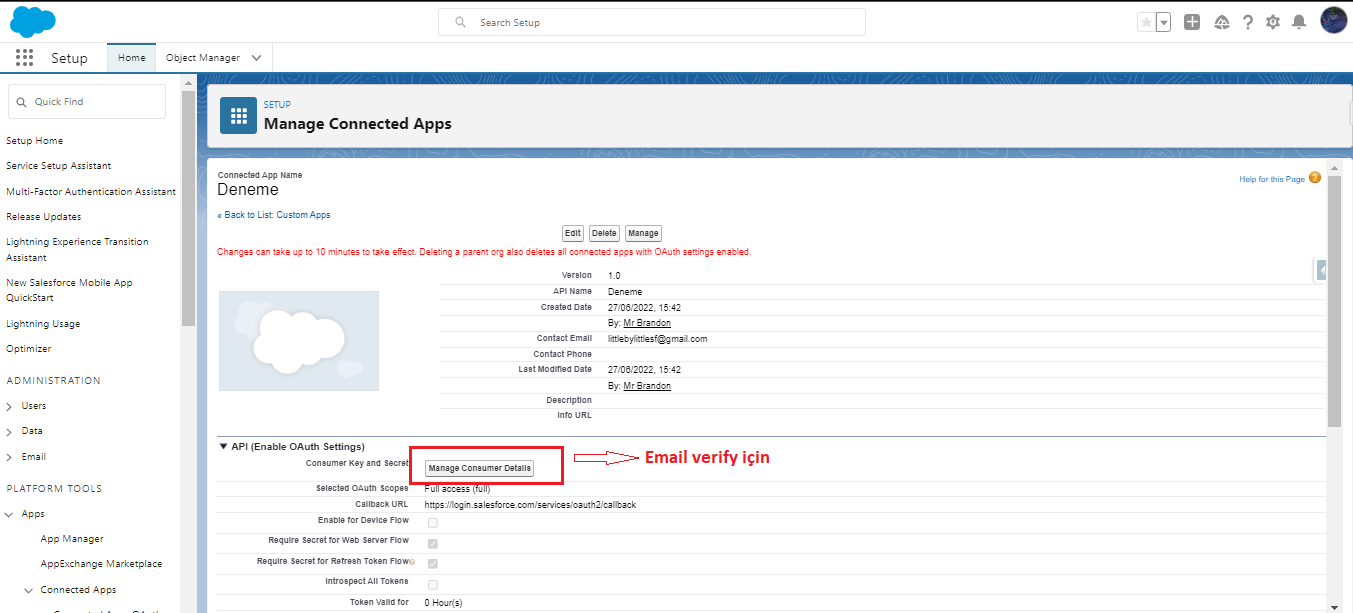 Search Setup
Setup
Home
Object Manager
Quick Find
Setup Home
Service Setup Assistant
Multi-Factor Authentication Assistant
Release Updates
Lightning Experience Transition
Assistant
New Salesforce Mobile App
QuickStart
Lightning Usage
Optimizer
ADMINISTRATION
Users
Data
Email
PLATFORM TOOLS
Apps
App Manager
AppExchange Marketplace
Connected Apps
SETUP
Manage Connected Apps
Connected App Name
Deneme
Help for this Page
« Back to List: Custom Apps
Edit Delete Manage
Changes can take up to 10 minutes to take effect. Deleting a parent org also deletes all connected apps with OAuth settings enabled.
Version 1.0
API Name Deneme
Created Date 27/06/2022, 15:42
By: Mr Brandon
Contact Email littlebylittlesf@gmail.com
Contact Phone
Last Modified Date 27/06/2022, 15:42
By: Mr Brandon
Description
Info URL
API (Enable OAuth Settings)
Consumer Key and Secret Manage Consumer Details
Email verify için
Selected OAuth Scopes Full access (full)
Callback URL https://login.salesforce.com/services/oauth2/callback
Enable for Device Flow
Require Secret for Web Server Flow
Require Secret for Refresh Token Flow
Introspect All Tokens
Token Valid for 0 Hour(s)